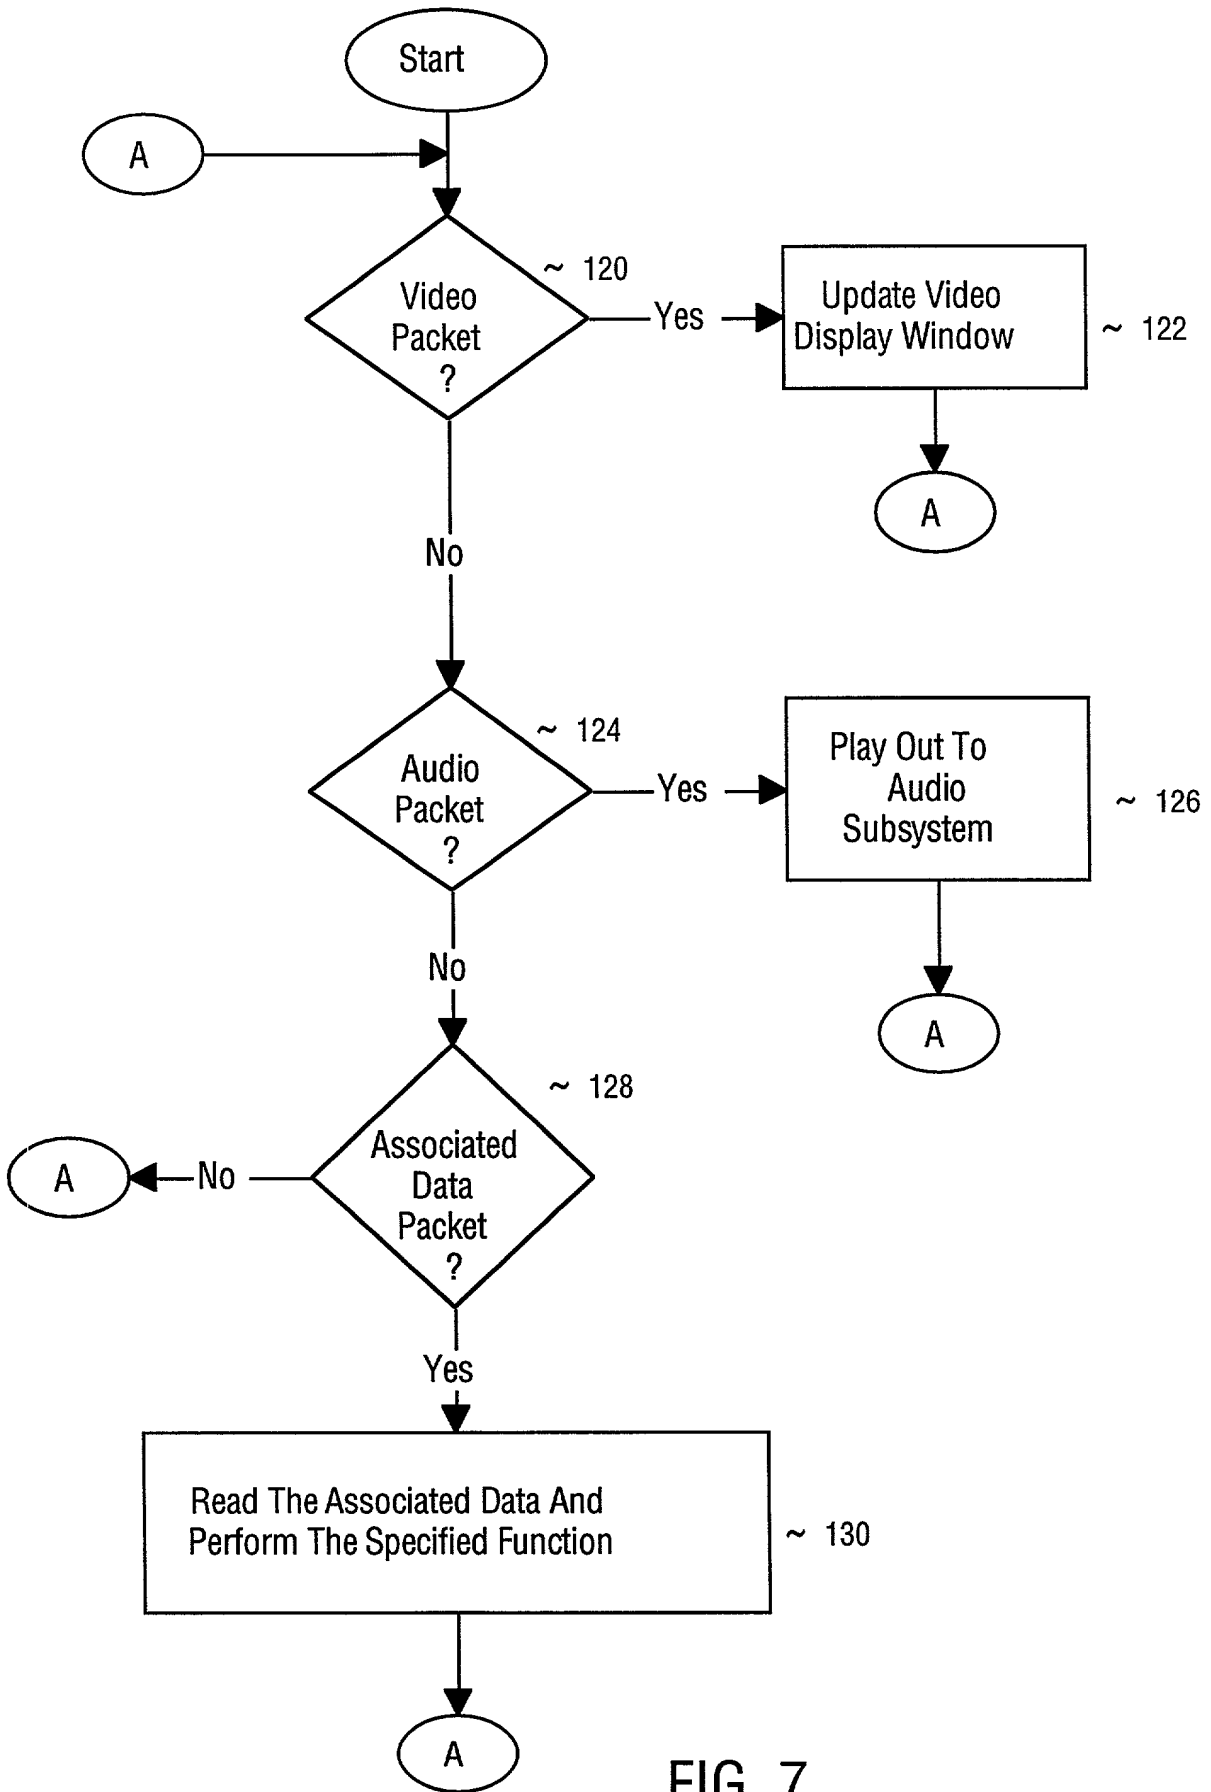 Start
A
~ 120
Video
Packet
?
Yes
Update Video
Display Window
~ 122
A
No
~ 124
Audio
Packet
?
Yes
Play Out To
Audio
Subsystem
~ 126
A
No
~ 128
Associated
Data
Packet
?
No
A
Yes
Read The Associated Data And
Perform The Specified Function
~ 130
A
FIG. 7